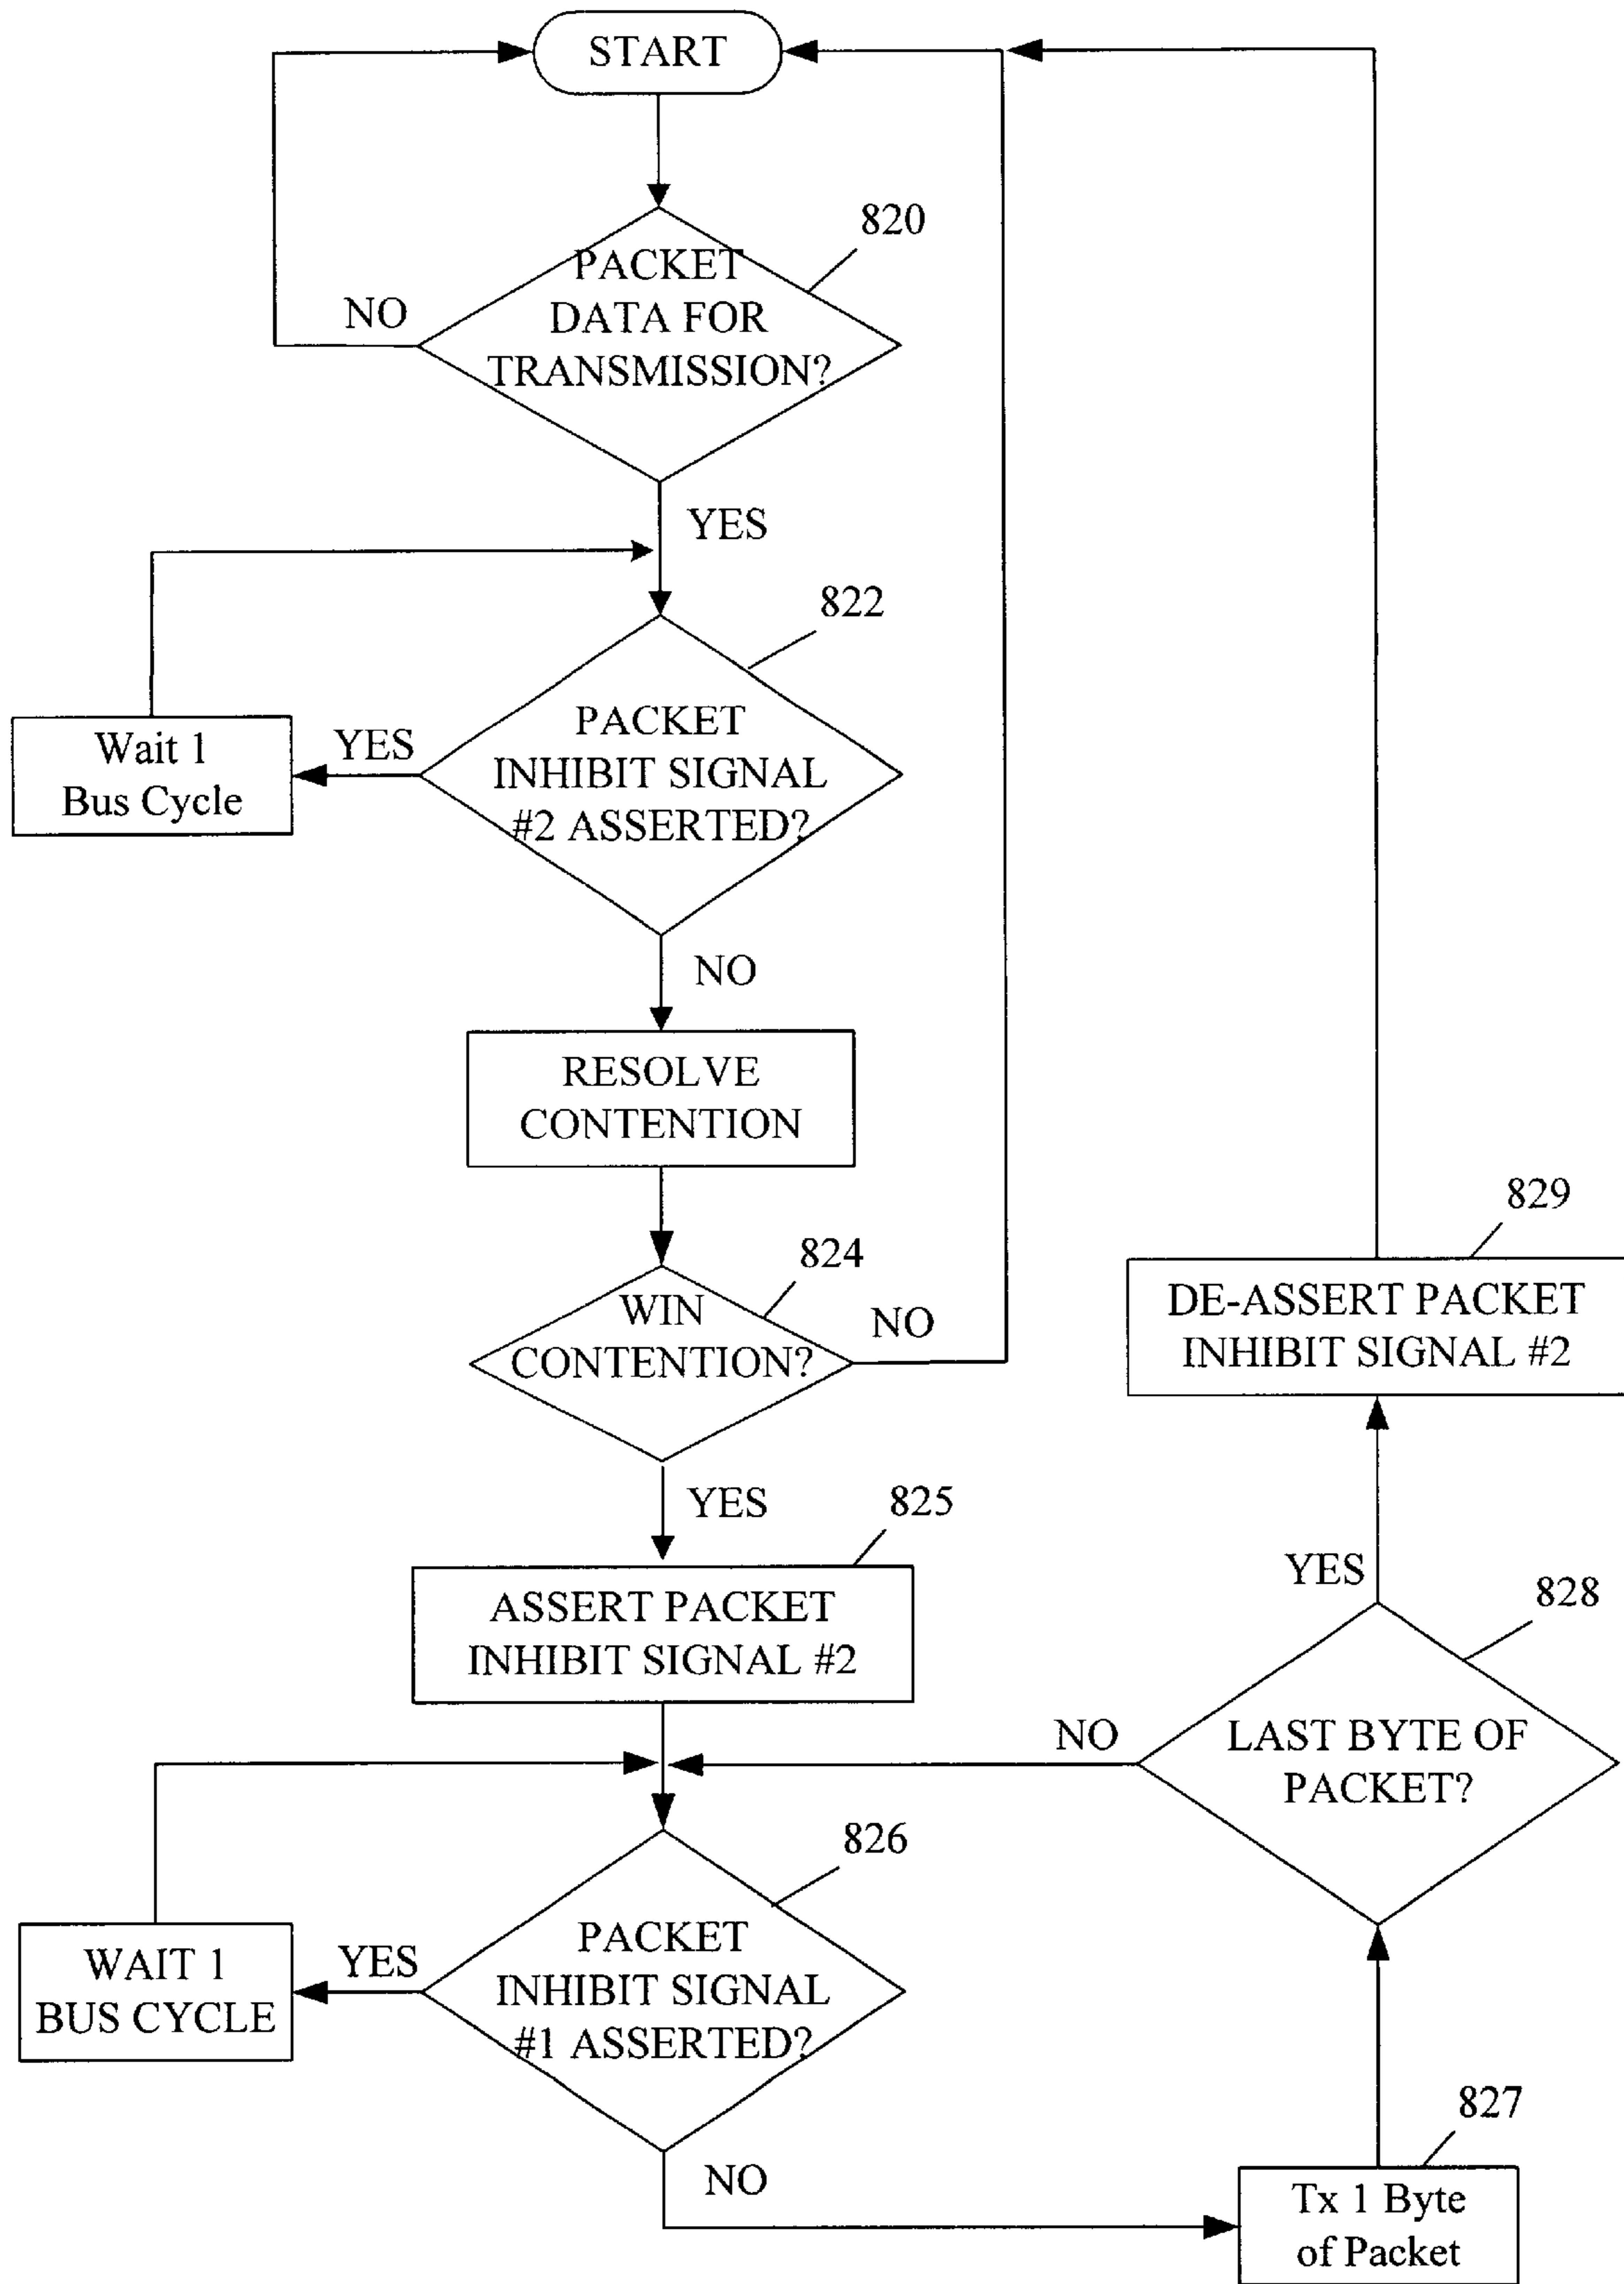 START
820
PACKET
DATA FOR
TRANSMISSION?
NO
YES
822
PACKET
INHIBIT SIGNAL
#2 ASSERTED?
YES
Wait 1
Bus Cycle
NO
RESOLVE
CONTENTION
824
WIN
CONTENTION?
NO
YES
825
ASSERT PACKET
INHIBIT SIGNAL #2
826
PACKET
INHIBIT SIGNAL
#1 ASSERTED?
YES
WAIT 1
BUS CYCLE
NO
827
Tx 1 Byte
of Packet
828
LAST BYTE OF
PACKET?
NO
YES
829
DE-ASSERT PACKET
INHIBIT SIGNAL #2